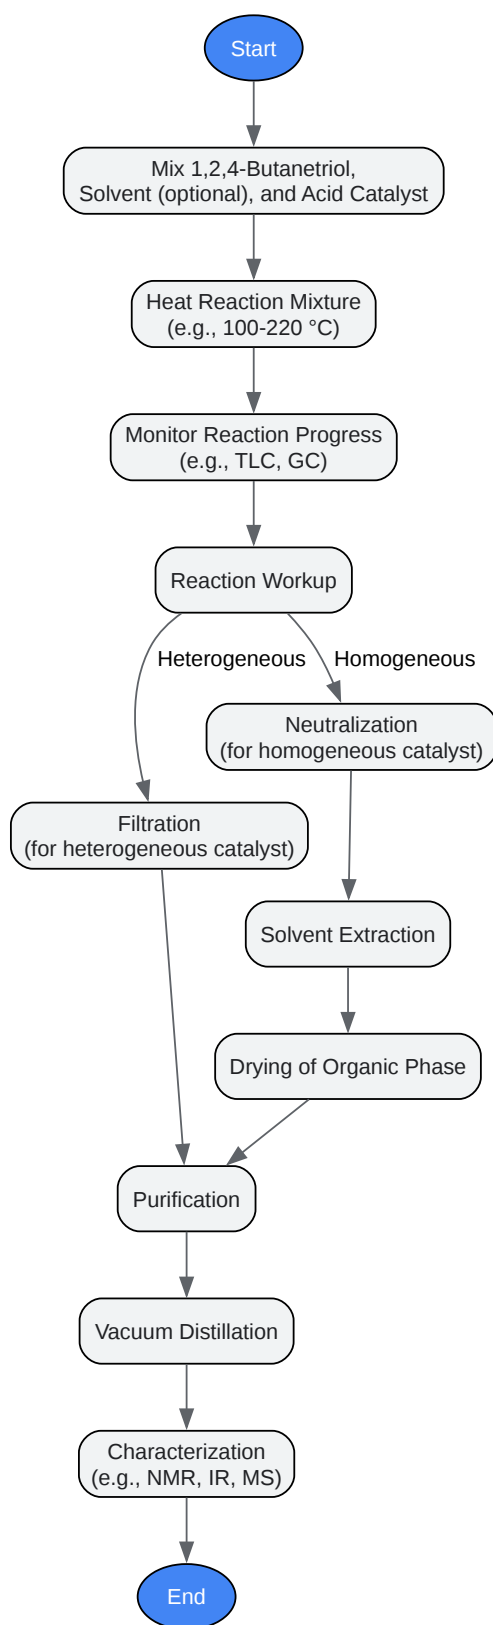 Start
Mix 1,2,4-Butanetriol,
Solvent (optional), and Acid Catalyst
Heat Reaction Mixture
(e.g., 100-220 °C)
Monitor Reaction Progress
(e.g., TLC, GC)
Reaction Workup
Heterogeneous
Homogeneous
Neutralization
(for homogeneous catalyst)
Filtration
(for heterogeneous catalyst)
Solvent Extraction
Drying of Organic Phase
Purification
Vacuum Distillation
Characterization
(e.g., NMR, IR, MS)
End